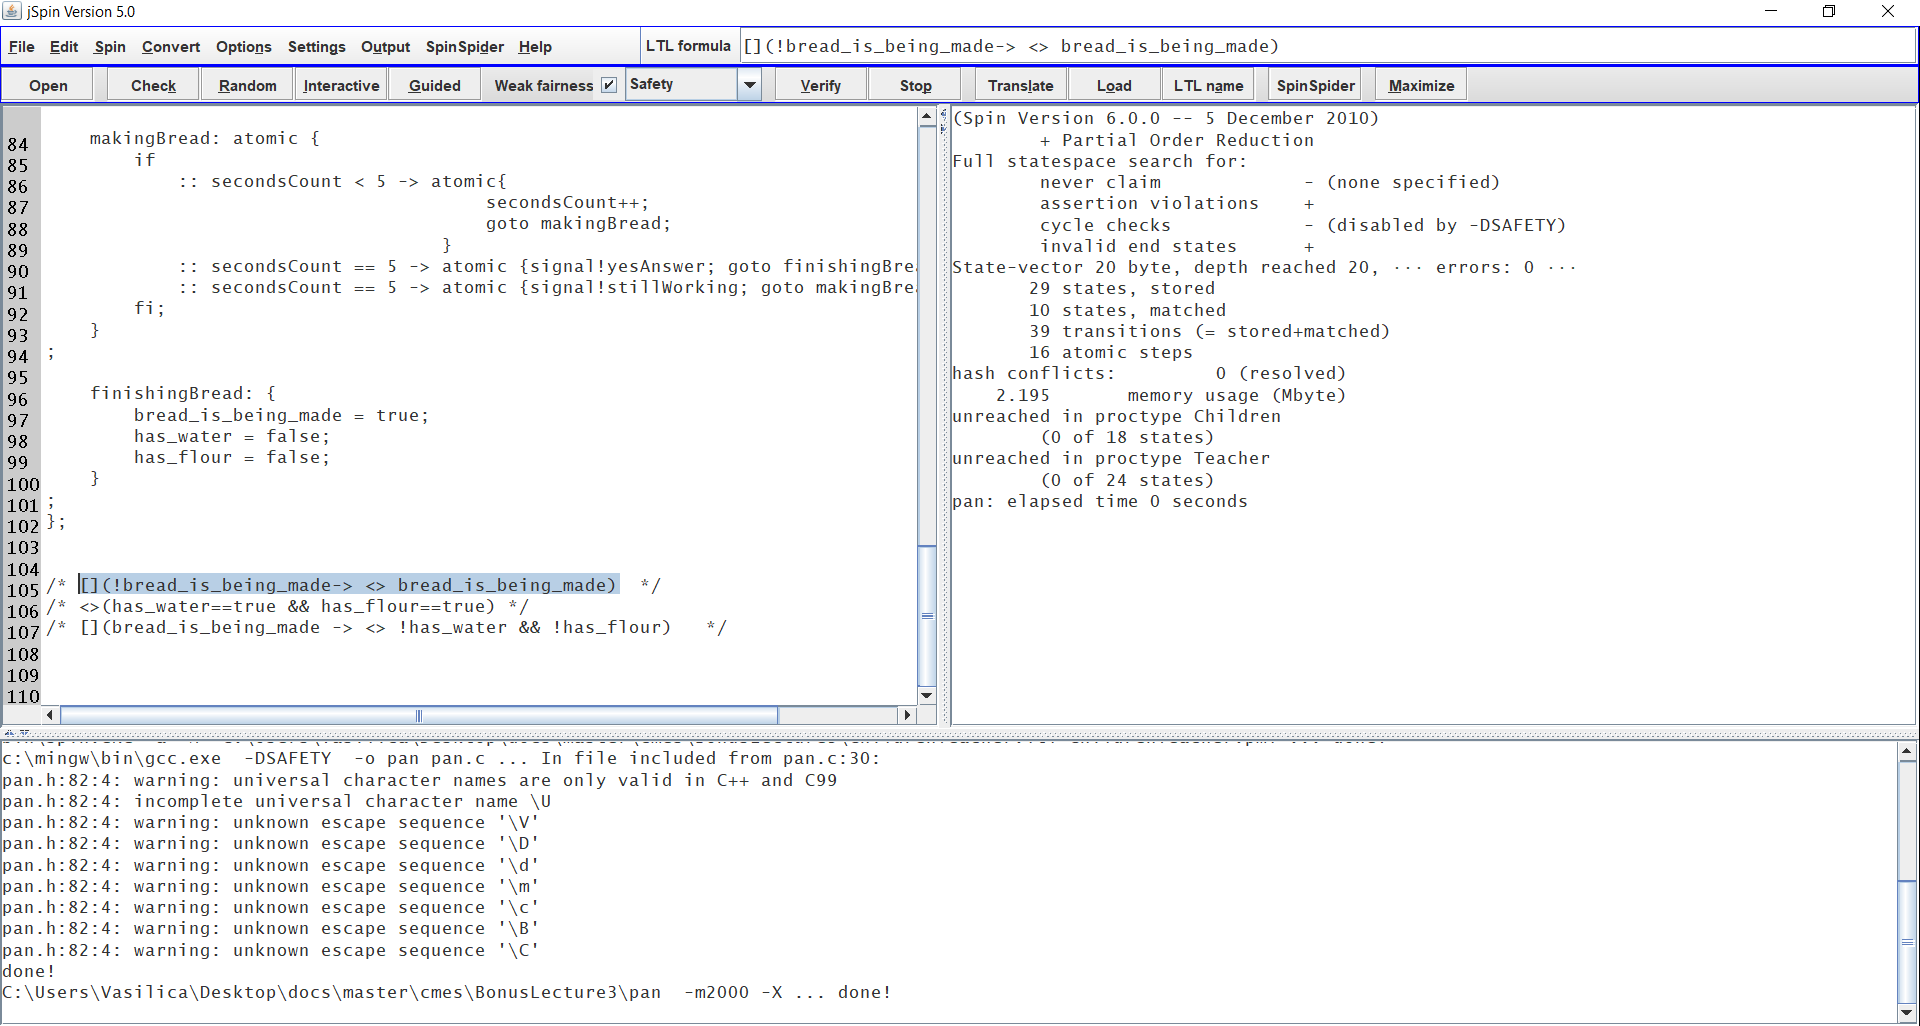 jSpin Version 5.0
File Edit Spin Convert Options Settings Output SpinSpider Help LTL formula [](!bread_is_being_made-> <> bread_is_being_made)
Open Check Random Interactive Guided Weak fairness Safety Verify Stop Translate Load LTL name SpinSpider Maximize
84 makingBread: atomic {
85 if
86 :: secondsCount < 5 -> atomic{
87 secondsCount++;
88 goto makingBread;
89 }
90 :: secondsCount == 5 -> atomic {signal!yesAnswer; goto finishingBre
91 :: secondsCount == 5 -> atomic {signal!stillWorking; goto makingBre
92 fi;
93 }
94 ;
95
96 finishingBread: {
97 bread_is_being_made = true;
98 has_water = false;
99 has_flour = false;
100 }
101 ;
102 };
103
104
105 /* [](!bread_is_being_made-> <> bread_is_being_made) */
106 /* <>(has_water==true && has_flour==true) */
107 /* [](bread_is_being_made -> <> !has_water && !has_flour) */
108
109
110
(Spin Version 6.0.0 -- 5 December 2010)
+ Partial Order Reduction
Full statespace search for:
never claim - (none specified)
assertion violations +
cycle checks - (disabled by -DSAFETY)
invalid end states +
State-vector 20 byte, depth reached 20, ··· errors: 0 ···
29 states, stored
10 states, matched
39 transitions (= stored+matched)
16 atomic steps
hash conflicts: 0 (resolved)
2.195 memory usage (Mbyte)
unreached in proctype Children
(0 of 18 states)
unreached in proctype Teacher
(0 of 24 states)
pan: elapsed time 0 seconds
c:\mingw\bin\gcc.exe -DSAFETY -o pan pan.c ... In file included from pan.c:30:
pan.h:82:4: warning: universal character names are only valid in C++ and C99
pan.h:82:4: incomplete universal character name \U
pan.h:82:4: warning: unknown escape sequence '\V'
pan.h:82:4: warning: unknown escape sequence '\D'
pan.h:82:4: warning: unknown escape sequence '\d'
pan.h:82:4: warning: unknown escape sequence '\m'
pan.h:82:4: warning: unknown escape sequence '\c'
pan.h:82:4: warning: unknown escape sequence '\B'
pan.h:82:4: warning: unknown escape sequence '\C'
done!
C:\Users\Vasilica\Desktop\docs\master\cmes\BonusLecture3\pan -m2000 -X ... done!